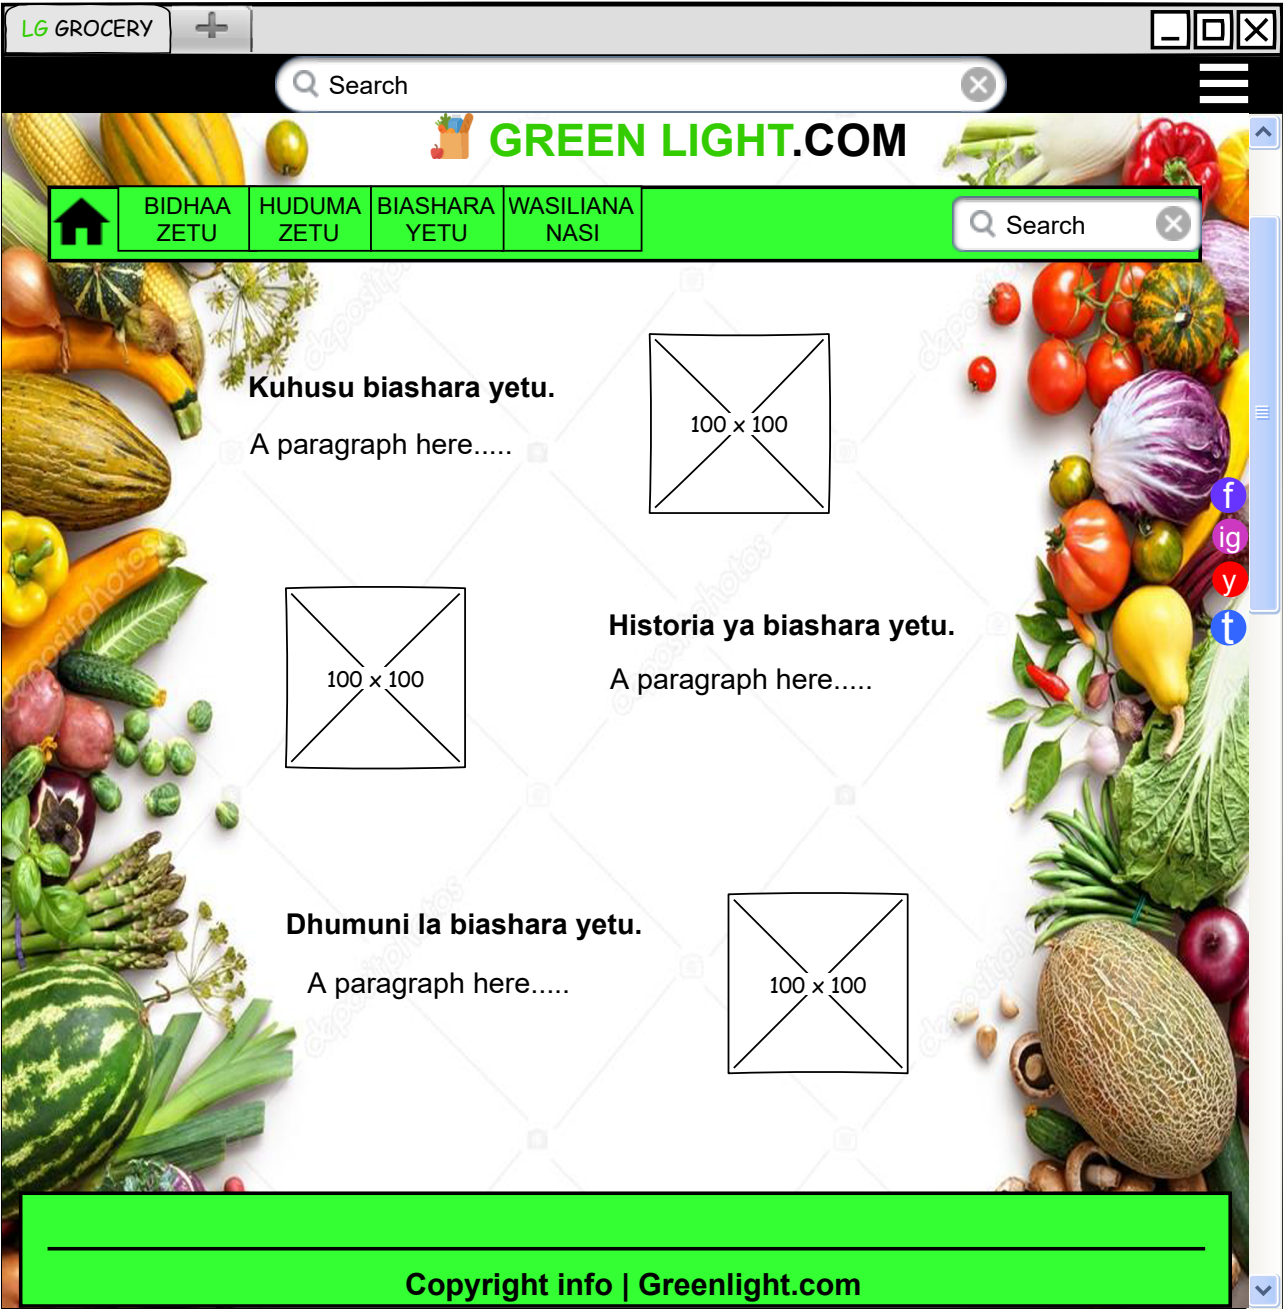 LG GROCERY
Search
GREEN LIGHT.COM
BIDHAA
ZETU
HUDUMA
ZETU
BIASHARA
YETU
WASILIANA
NASI
Search
Kuhusu biashara yetu.
A paragraph here.....
100 x 100
f
ig
y
t
100 x 100
Historia ya biashara yetu.
A paragraph here.....
Dhumuni la biashara yetu.
A paragraph here.....
100 x 100
depositphotos
depositphotos
Copyright info | Greenlight.com